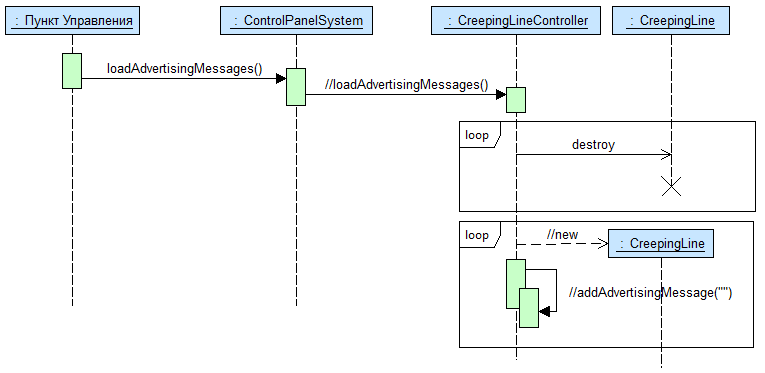 : Пункт Управления
: ControlPanelSystem
: CreepingLineController
: CreepingLine
loadAdvertisingMessages()
//loadAdvertisingMessages()
loop
destroy
loop
//new
: CreepingLine
//addAdvertisingMessage("")